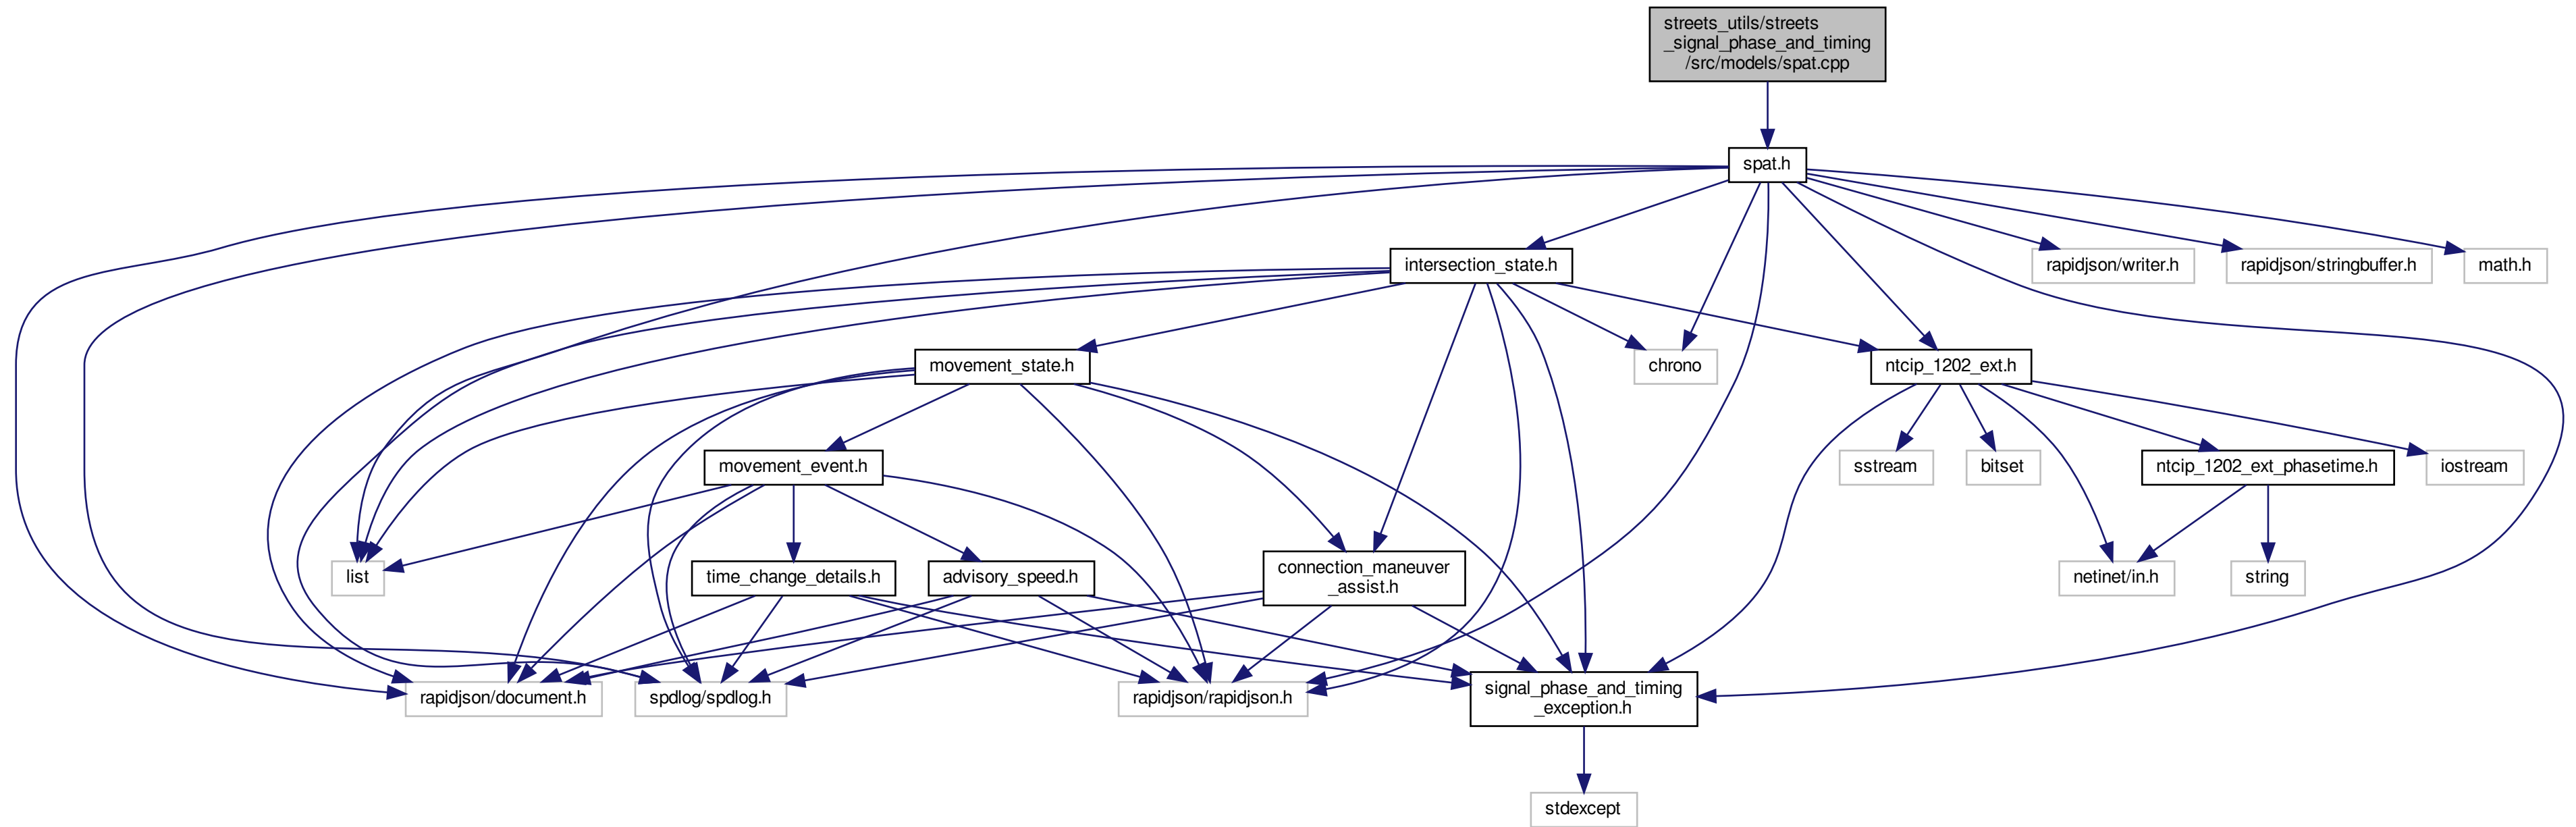 streets_utils/streets
_signal_phase_and_timing
/src/models/spat.cpp
spat.h
intersection_state.h
rapidjson/writer.h
rapidjson/stringbuffer.h
math.h
movement_state.h
chrono
ntcip_1202_ext.h
movement_event.h
sstream
bitset
ntcip_1202_ext_phasetime.h
iostream
list
time_change_details.h
advisory_speed.h
connection_maneuver
_assist.h
netinet/in.h
string
rapidjson/document.h
spdlog/spdlog.h
rapidjson/rapidjson.h
signal_phase_and_timing
_exception.h
stdexcept